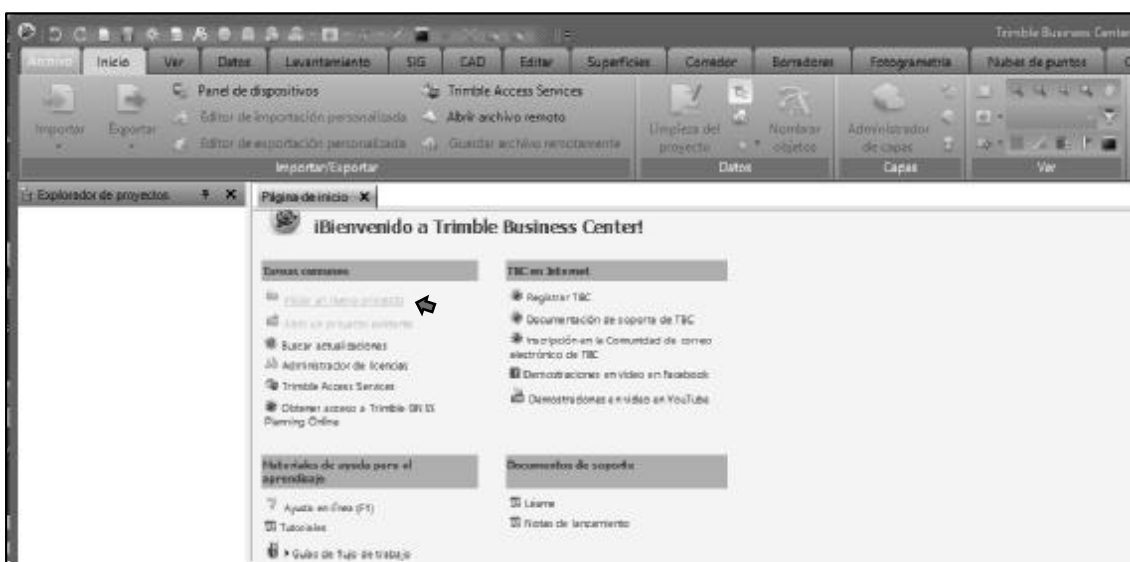 Trimble Business Center
Archivo Inicio Ver Datos Levantamiento SIG CAD Editar Superficies Corredor Borradores Fotogrametría Nubes de puntos
Panel de dispositivos Trimble Access Services
Importar Exportar Editor de importación personalizada Abrir archivo remoto Limpieza del proyecto Nombrar objetos Administrador de capas
Editor de exportación personalizada Guardar archivo remotamente
Importar/Exportar Datos Capas Ver
Explorador de proyectos Página de inicio
¡Bienvenido a Trimble Business Center!
Tareas comunes
Iniciar un nuevo proyecto
Abrir un proyecto existente
Buscar actualizaciones
Administrador de licencias
Trimble Access Services
Obtener acceso a Trimble GNSS
Planning Online
TBC en Internet
Registrar TBC
Documentación de soporte de TBC
Inscripción en la Comunidad de correo
electrónico de TBC
Demostraciones en video en Facebook
Demostraciones en video en YouTube
Materiales de ayuda para el
aprendizaje
Ayuda en línea (F1)
Tutoriales
Guías de flujo de trabajo
Documentos de soporte
Léame
Notas de lanzamiento